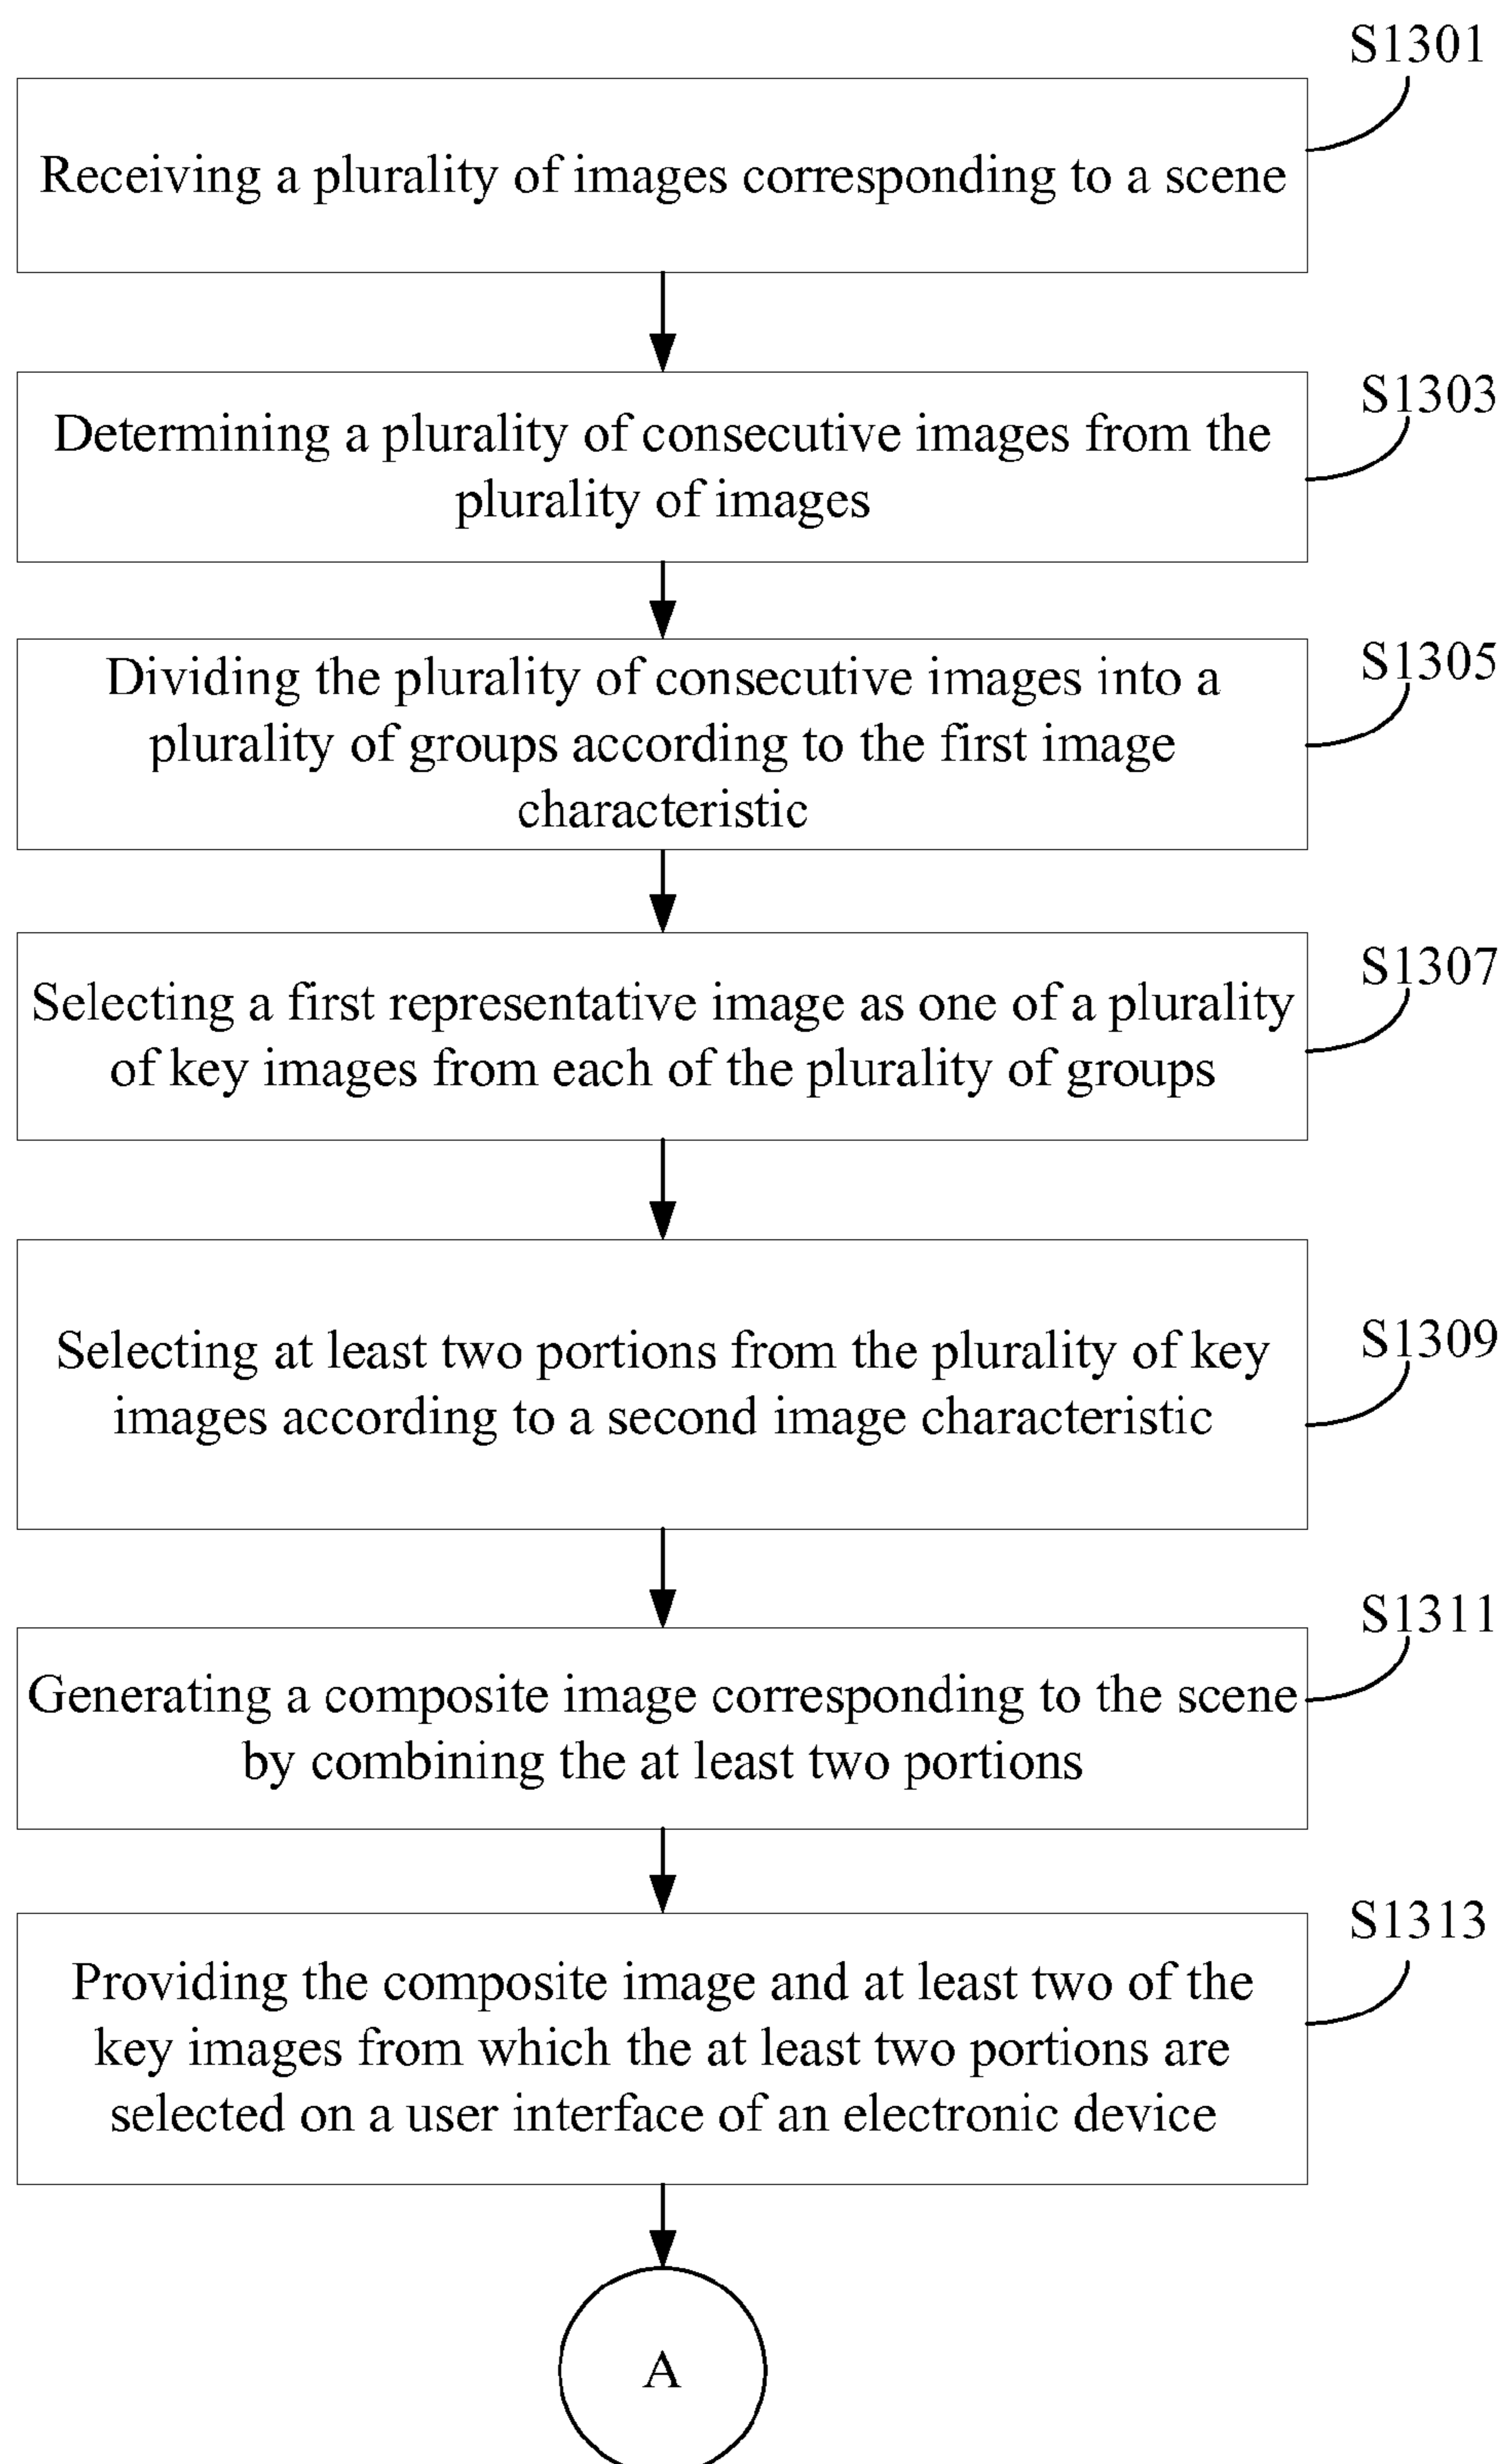 S1301
Receiving a plurality of images corresponding to a scene
S1303
Determining a plurality of consecutive images from the
plurality of images
S1305
Dividing the plurality of consecutive images into a
plurality of groups according to the first image
characteristic
S1307
Selecting a first representative image as one of a plurality
of key images from each of the plurality of groups
S1309
Selecting at least two portions from the plurality of key
images according to a second image characteristic
S1311
Generating a composite image corresponding to the scene
by combining the at least two portions
S1313
Providing the composite image and at least two of the
key images from which the at least two portions are
selected on a user interface of an electronic device
A